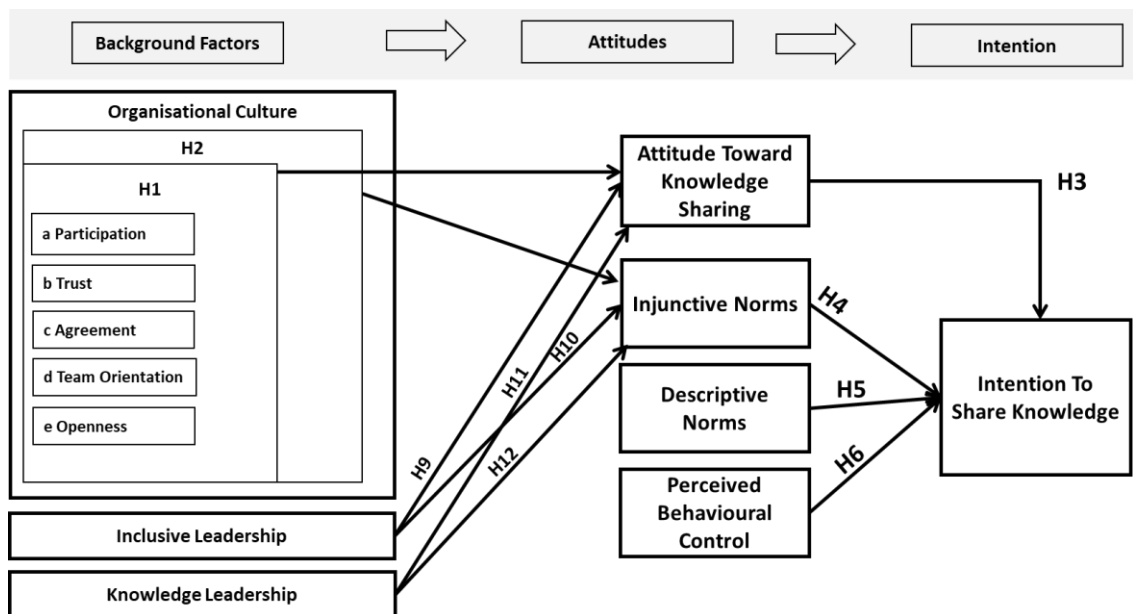 Background Factors
Attitudes
Intention
Organisational Culture
H2
H1
a Participation
b Trust
c Agreement
d Team Orientation
e Openness
Inclusive Leadership
Knowledge Leadership
H9
H11
H10
H12
Attitude Toward
Knowledge
Sharing
Injunctive Norms
Descriptive
Norms
Perceived
Behavioural
Control
H3
H4
H5
H6
Intention To
Share Knowledge